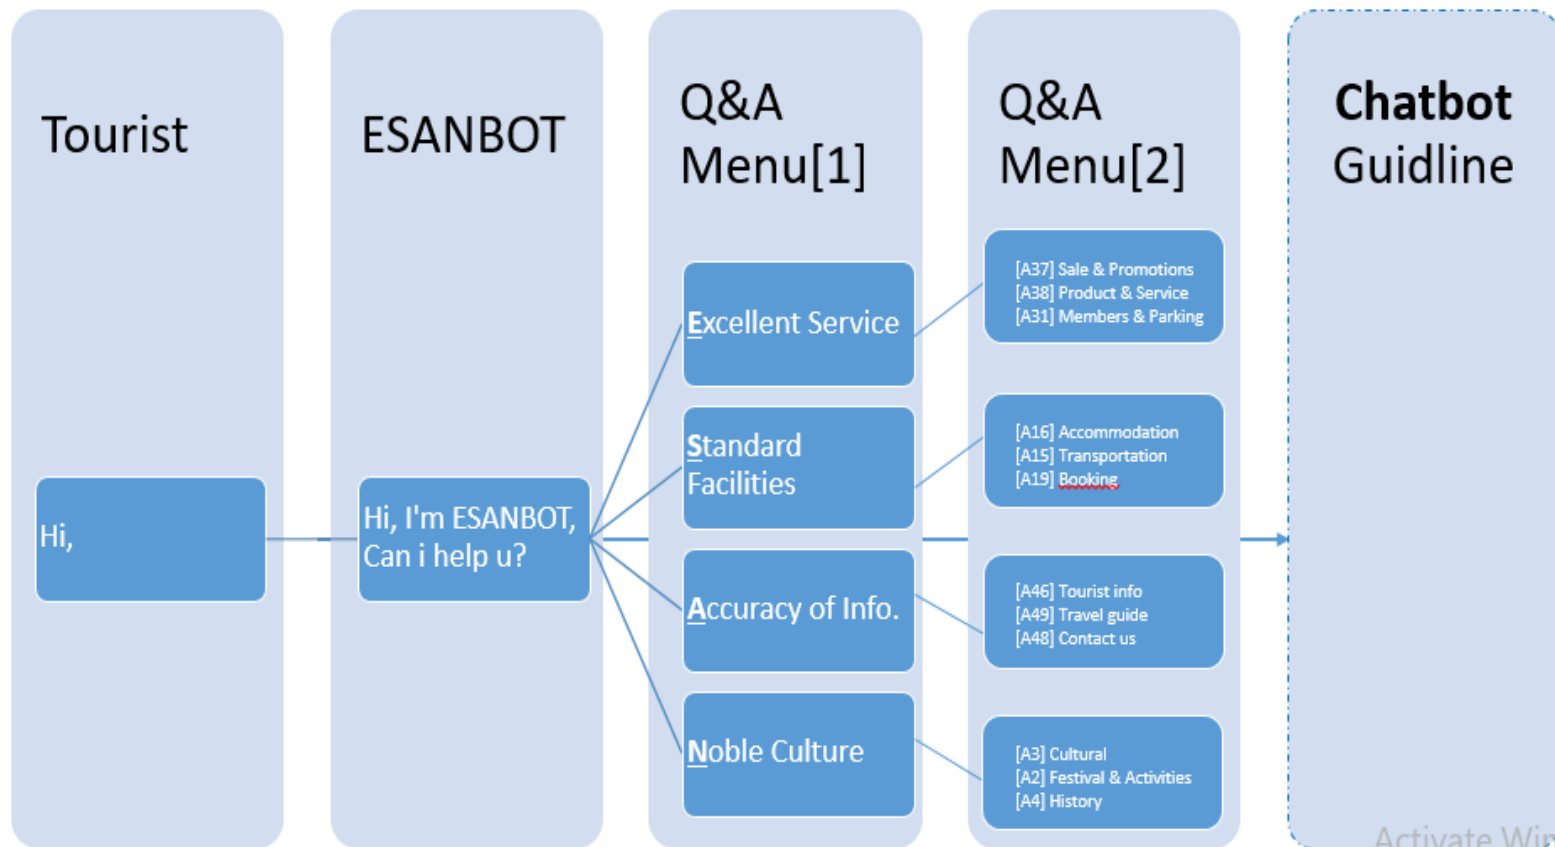 Tourist
ESANBOT
Q&A
Menu[1]
Q&A
Menu[2]
Chatbot
Guidline
Hi,
Hi, I'm ESANBOT,
Can i help u?
Excellent Service
Standard
Facilities
Accuracy of Info.
Noble Culture
[A37] Sale & Promotions
[A38] Product & Service
[A31] Members & Parking
[A16] Accommodation
[A15] Transportation
[A19] Booking
[A46] Tourist info
[A49] Travel guide
[A48] Contact us
[A3] Cultural
[A2] Festival & Activities
[A4] History
Activate